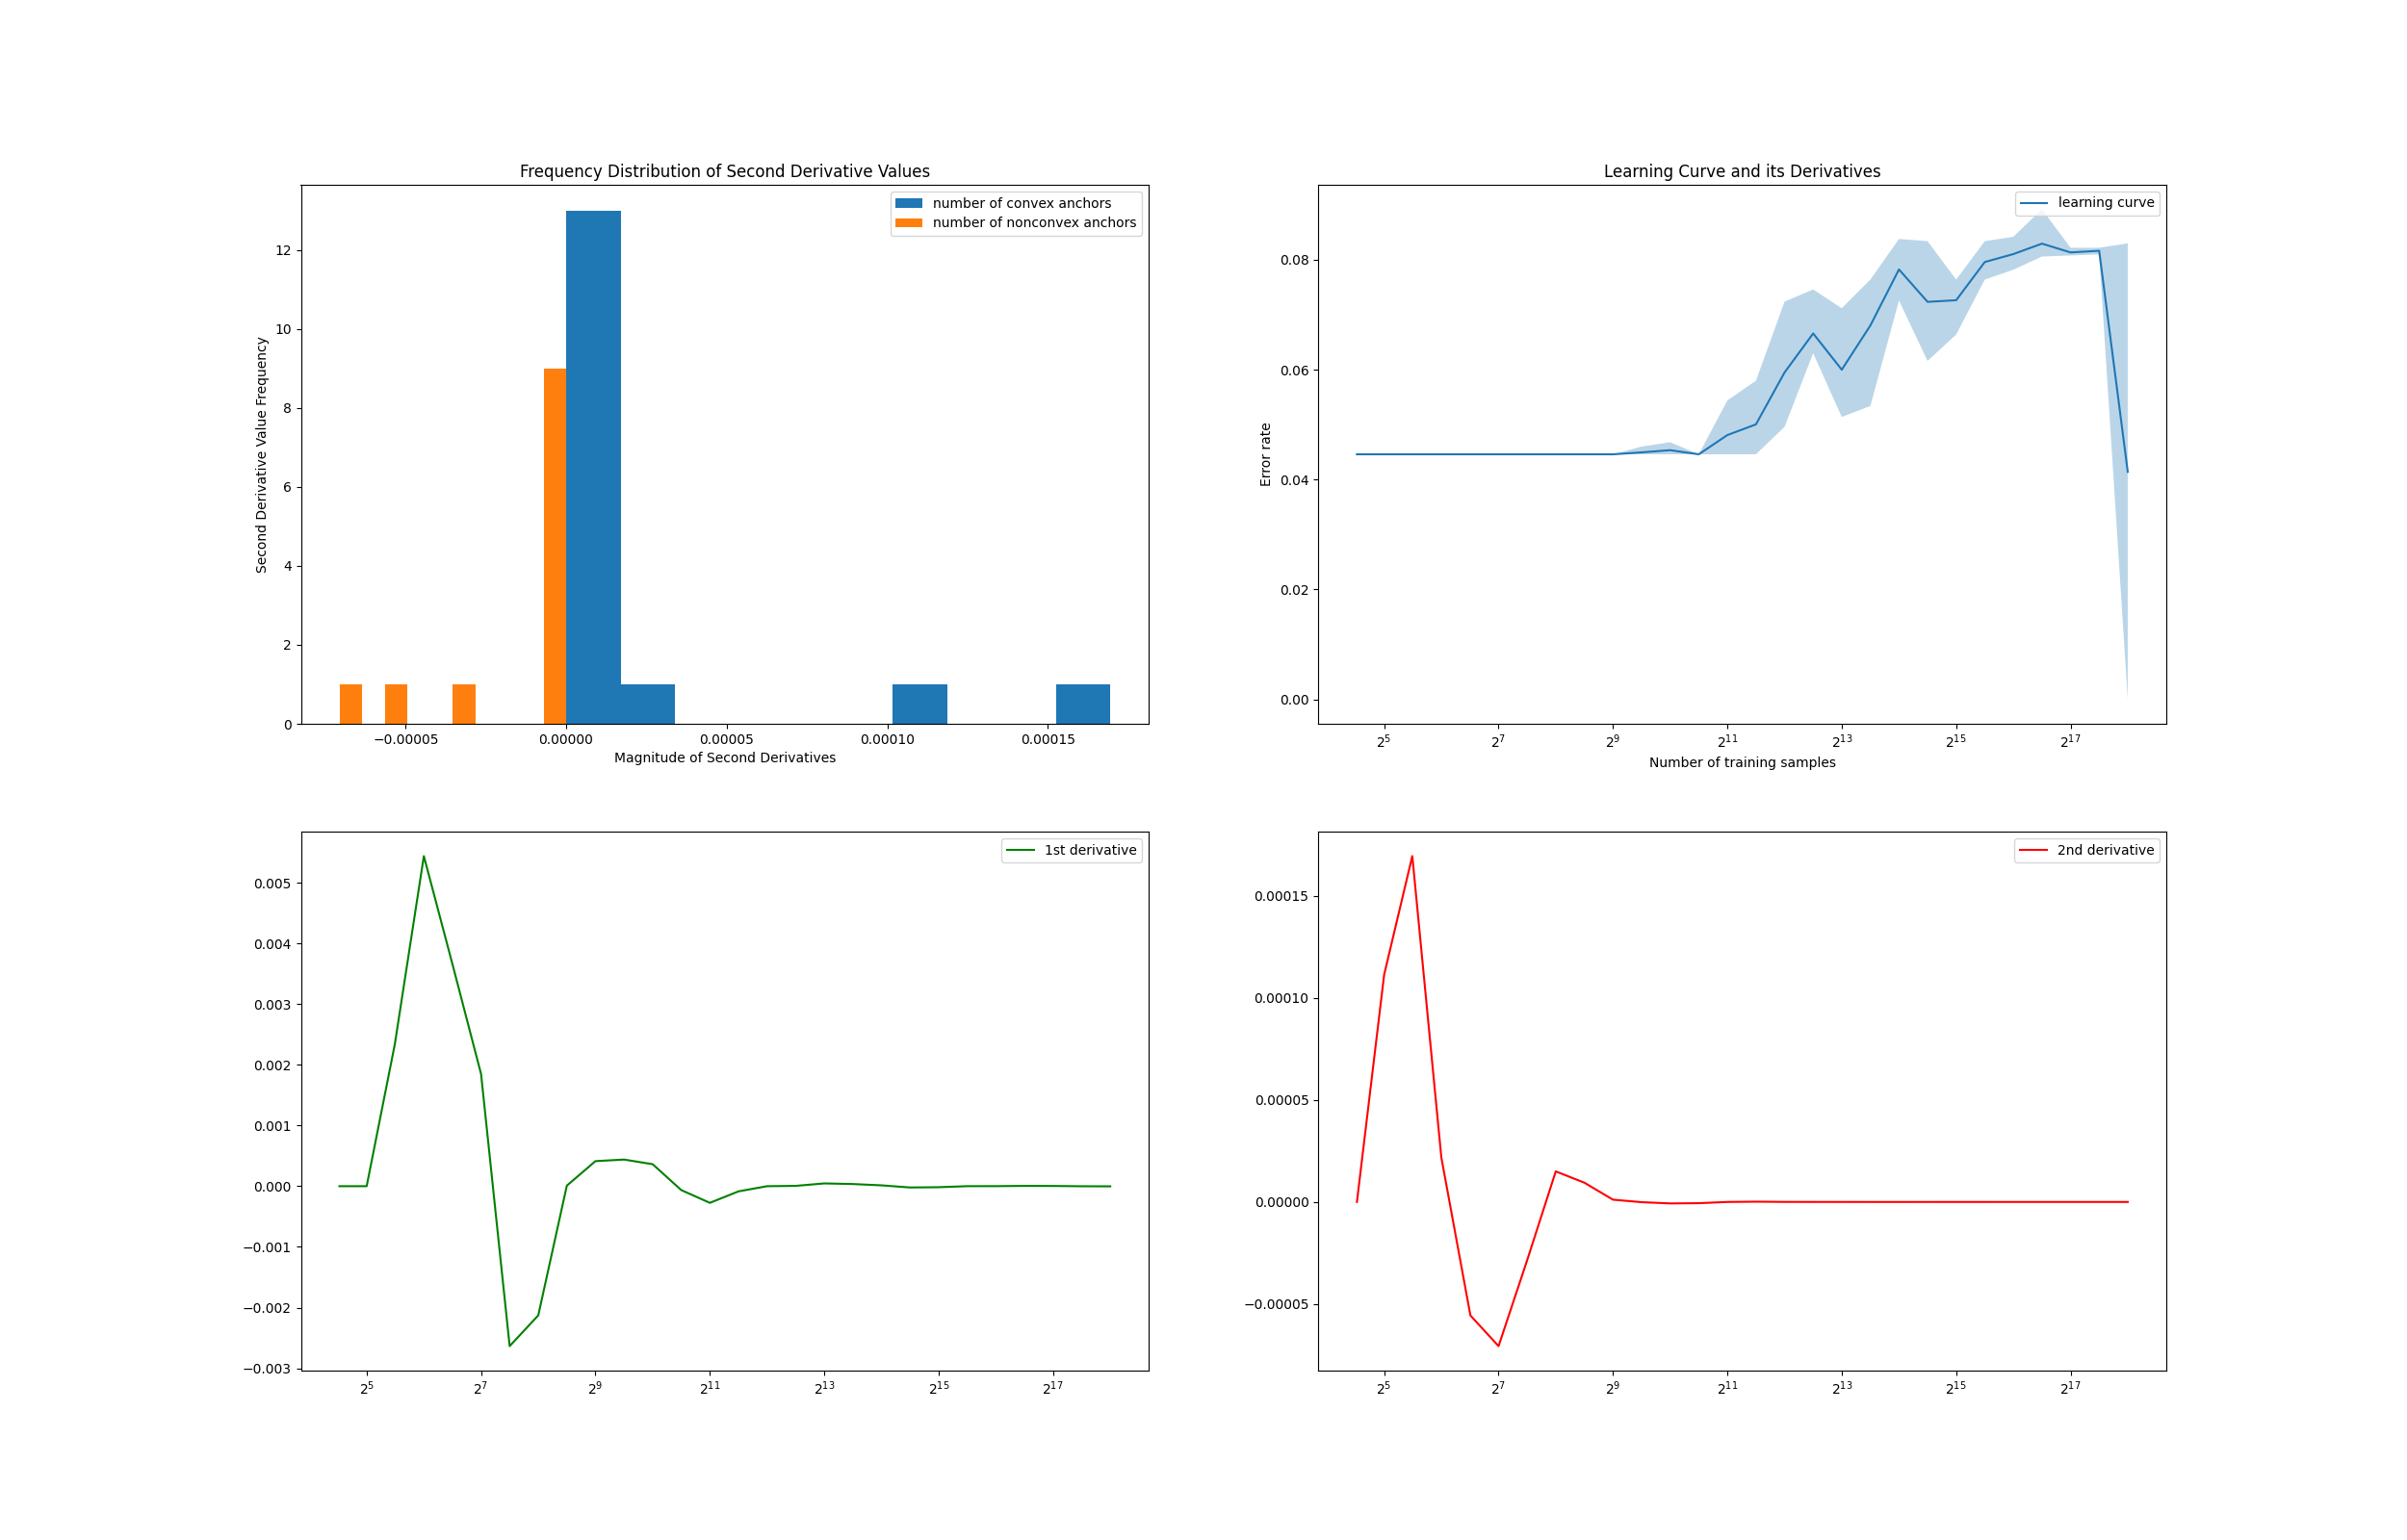 Frequency Distribution of Second Derivative Values
number of convex anchors
number of nonconvex anchors
Second Derivative Value Frequency
12
10
8
6
4
2
0
−0.00005 0.00000 0.00005 0.00010 0.00015
Magnitude of Second Derivatives
Learning Curve and its Derivatives
learning curve
Error rate
0.08
0.06
0.04
0.02
0.00
2^5 2^7 2^9 2^11 2^13 2^15 2^17
Number of training samples
1st derivative
0.005
0.004
0.003
0.002
0.001
0.000
−0.001
−0.002
−0.003
2^5 2^7 2^9 2^11 2^13 2^15 2^17
2nd derivative
0.00015
0.00010
0.00005
0.00000
−0.00005
2^5 2^7 2^9 2^11 2^13 2^15 2^17